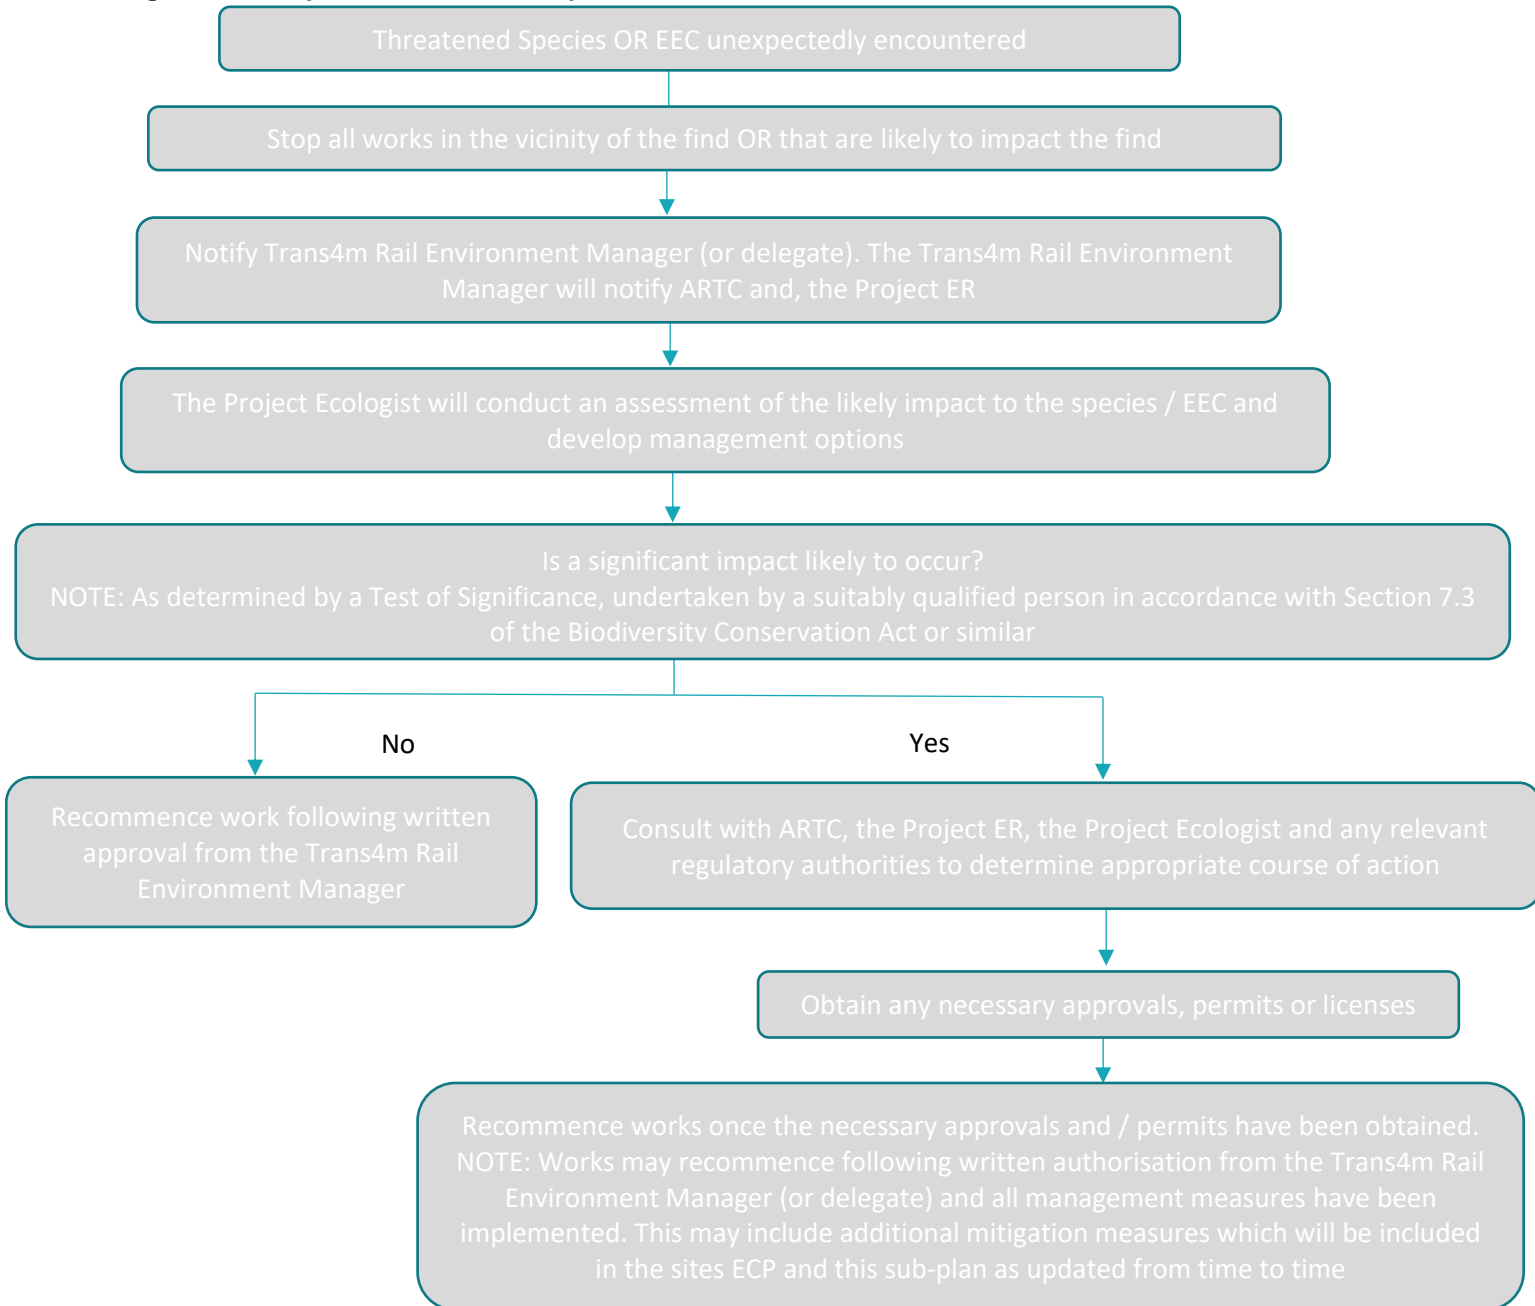 Threatened Species OR EEC unexpectedly encountered
Stop all works in the vicinity of the find OR that are likely to impact the find
Notify Trans4m Rail Environment Manager (or delegate). The Trans4m Rail Environment
Manager will notify ARTC and, the Project ER
The Project Ecologist will conduct an assessment of the likely impact to the species / EEC and
develop management options
Is a significant impact likely to occur?
NOTE: As determined by a Test of Significance, undertaken by a suitably qualified person in accordance with Section 7.3
of the Biodiversity Conservation Act or similar
No
Yes
Recommence work following written
approval from the Trans4m Rail
Environment Manager
Consult with ARTC, the Project ER, the Project Ecologist and any relevant
regulatory authorities to determine appropriate course of action
Obtain any necessary approvals, permits or licenses
Recommence works once the necessary approvals and / permits have been obtained.
NOTE: Works may recommence following written authorisation from the Trans4m Rail
Environment Manager (or delegate) and all management measures have been
implemented. This may include additional mitigation measures which will be included
in the sites ECP and this sub-plan as updated from time to time